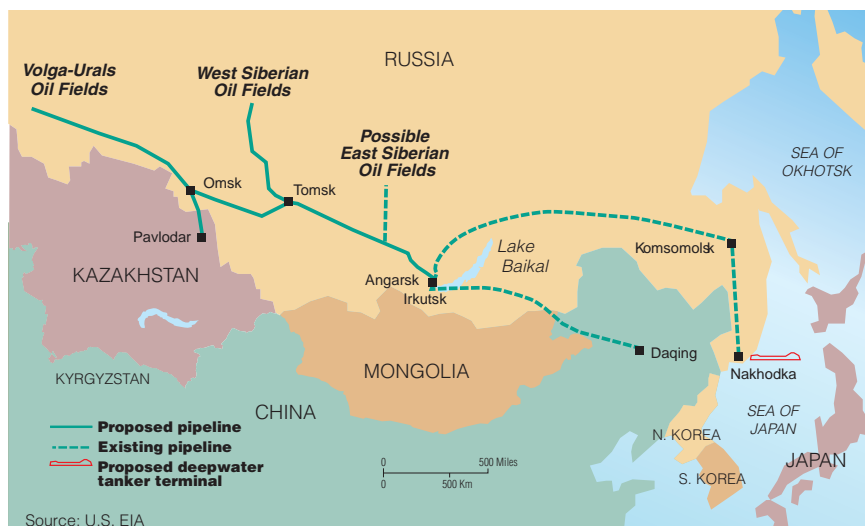 RUSSIA
Volga-Urals
Oil Fields
West Siberian
Oil Fields
Possible
East Siberian
Oil Fields
SEA OF
OKHOTSK
Omsk
Tomsk
Pavlodar
Komsomolsk
Lake
Baikal
KAZAKHSTAN
Angarsk
Irkutsk
Daqing
Nakhodka
MONGOLIA
KYRGYZSTAN
CHINA
SEA OF
JAPAN
N. KOREA
JAPAN
S. KOREA
Proposed pipeline
Existing pipeline
Proposed deepwater
tanker terminal
0 500 Miles
0 500 Km
Source: U.S. EIA